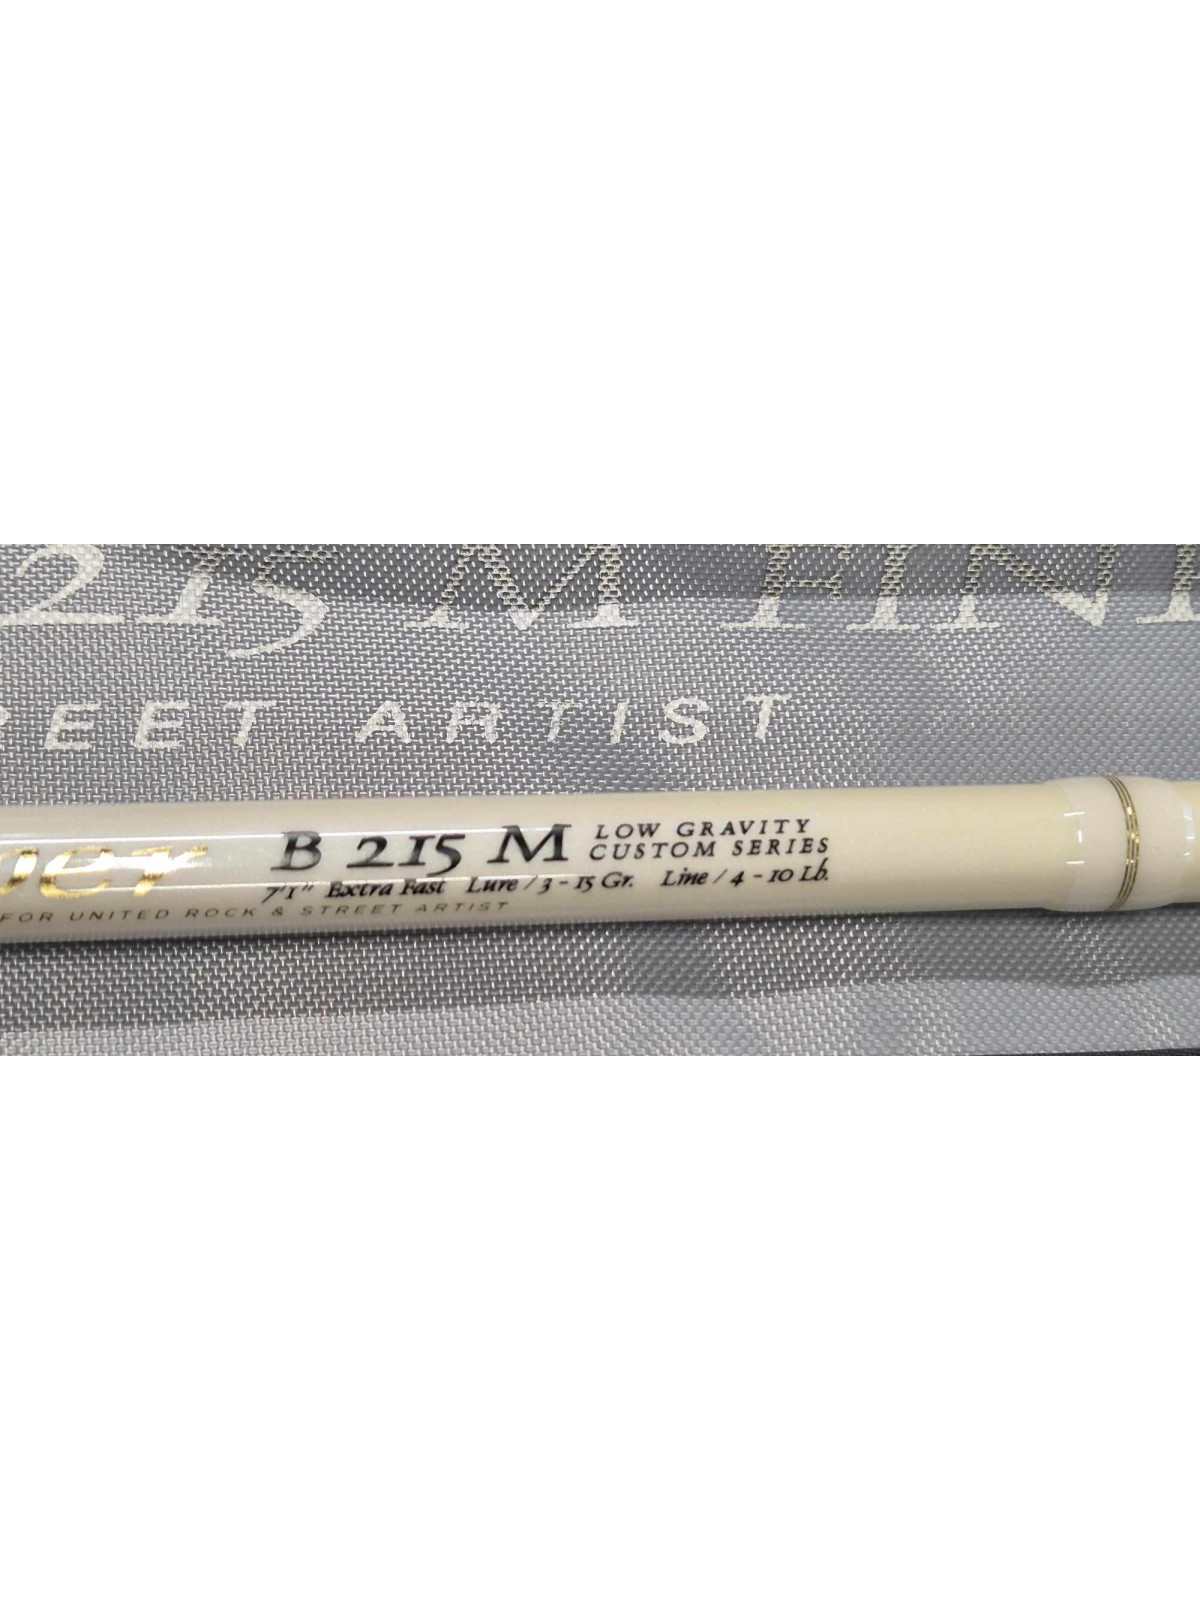 215 M FIN
REET ARTIST
B 215 M LOW GRAVITY
CUSTOM SERIES
7'1" Extra Fast Lure / 3 - 15 Gr. Line / 4 - 10 Lb.
FOR UNITED ROCK & STREET ARTIST